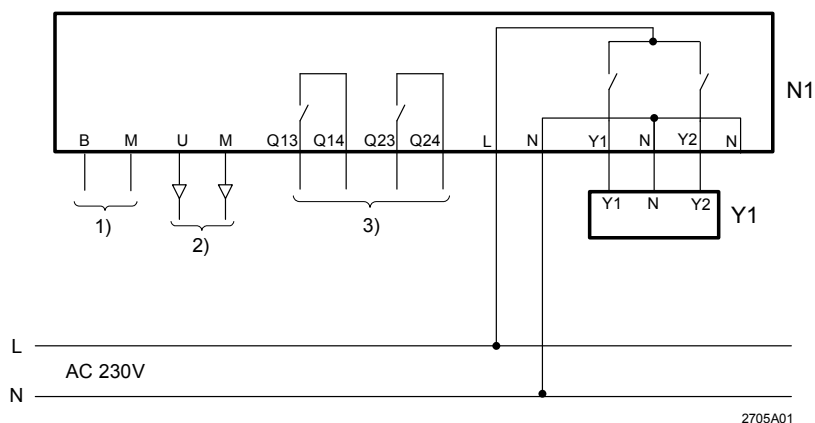 N1
B M U M Q13 Q14 Q23 Q24 L N Y1 N Y2 N
Y1 N Y2
Y1
1)
2)
3)
L
AC 230V
N
2705A01